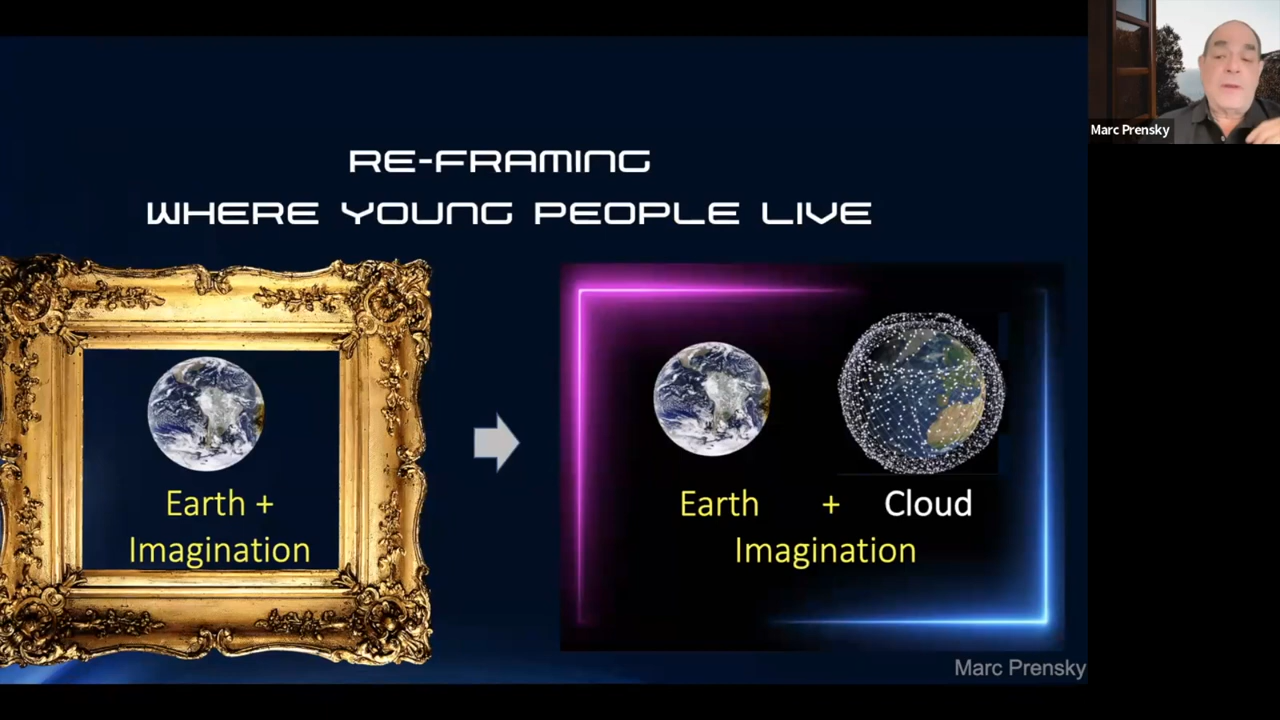 RE-FRAMING
WHERE YOUNG PEOPLE LIVE
Earth +
Imagination
Earth + Cloud
Imagination
Marc Prensky
Marc Prensky